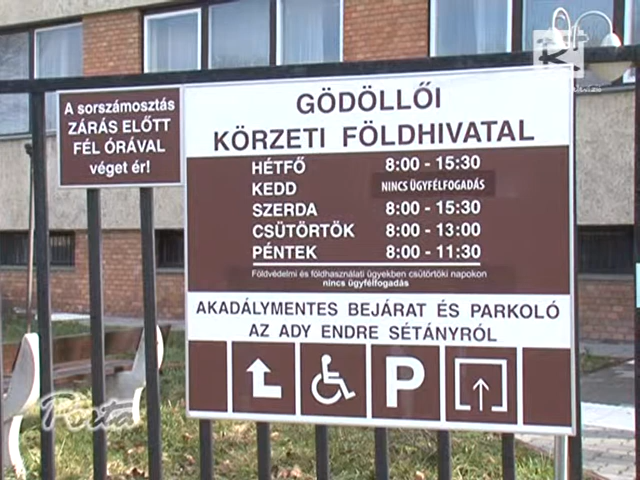 A sorszámosztás
ZÁRÁS ELŐTT
FÉL ÓRÁVAL
véget ér!
GÖDÖLLŐI
KÖRZETI FÖLDHIVATAL
HÉTFŐ 8:00 - 15:30
KEDD NINCS ÜGYFÉLFOGADÁS
SZERDA 8:00 - 15:30
CSÜTÖRTÖK 8:00 - 13:00
PÉNTEK 8:00 - 11:30
Földvédelmi és földhasználati ügyekben csütörtöki napokon
nincs ügyfélfogadás
AKADÁLYMENTES BEJÁRAT ÉS PARKOLÓ
AZ ADY ENDRE SÉTÁNYRÓL
P
Porta